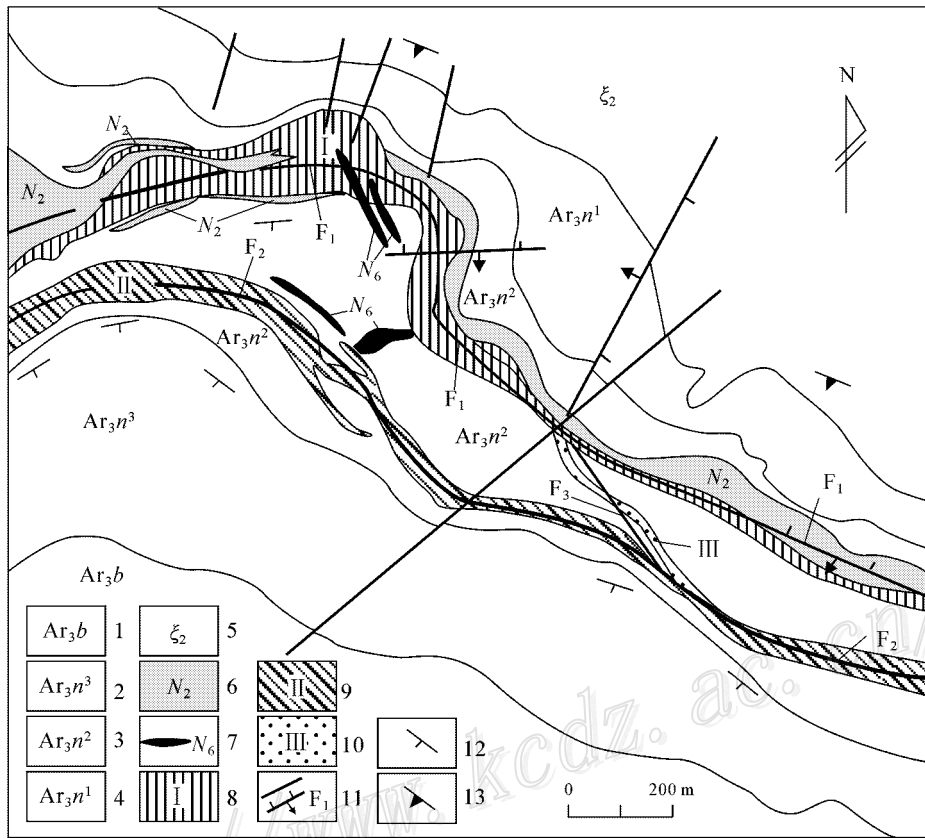 N
ξ₂
N₂
I
N₂
Ar₃n¹
N₂
F₁
F₂
N₆
Ar₃n²
II
N₆
Ar₃n²
F₁
Ar₃n³
Ar₃n²
N₂
F₁
F₃
III
Ar₃b
F₂
Ar₃b 1
ξ₂ 5
Ar₃n³ 2
N₂ 6
II 9
Ar₃n² 3
N₆ 7
III 10
12
Ar₃n¹ 4
I 8
F₁ 11
13
0 200 m
//www.kcdz.ac.cn/